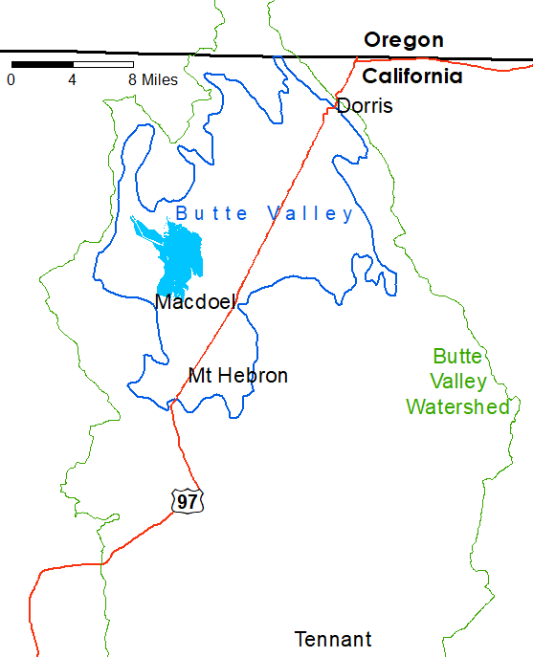 Oregon
0 4 8 Miles
California
Dorris
Butte Valley
Macdoel
Mt Hebron
Butte
Valley
Watershed
97
Tennant